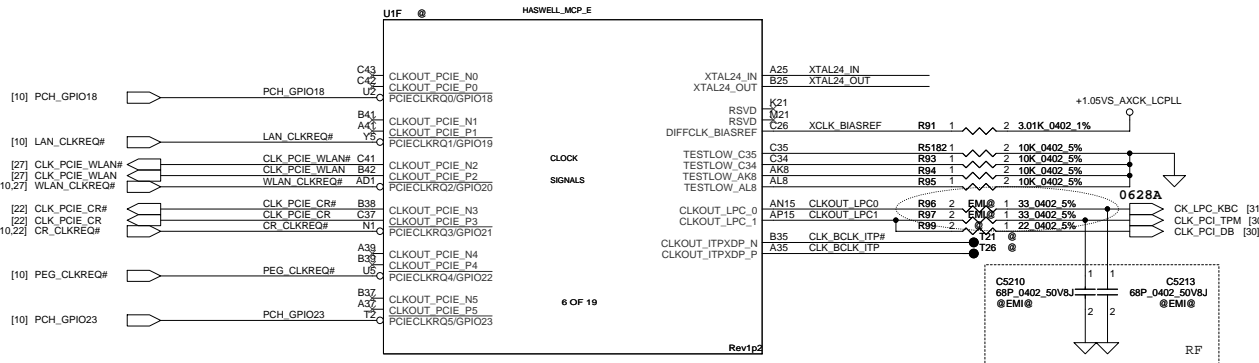 U1F @ HASWELL_MCP_E
C43 CLKOUT_PCIE_N0
C42 CLKOUT_PCIE_P0
[10] PCH_GPIO18 PCH_GPIO18 U2 PCIECLKRQ0/GPIO18
B41 CLKOUT_PCIE_N1
A41 CLKOUT_PCIE_P1
[10] LAN_CLKREQ# LAN_CLKREQ# Y5 PCIECLKRQ1/GPIO19
[27] CLK_PCIE_WLAN# CLK_PCIE_WLAN# C41 CLKOUT_PCIE_N2
[27] CLK_PCIE_WLAN CLK_PCIE_WLAN B42 CLKOUT_PCIE_P2
10,27] WLAN_CLKREQ# WLAN_CLKREQ# AD1 PCIECLKRQ2/GPIO20
[22] CLK_PCIE_CR# CLK_PCIE_CR# B38 CLKOUT_PCIE_N3
[22] CLK_PCIE_CR CLK_PCIE_CR C37 CLKOUT_PCIE_P3
10,22] CR_CLKREQ# CR_CLKREQ# N1 PCIECLKRQ3/GPIO21
A39 CLKOUT_PCIE_N4
B39 CLKOUT_PCIE_P4
[10] PEG_CLKREQ# PEG_CLKREQ# U5 PCIECLKRQ4/GPIO22
B37 CLKOUT_PCIE_N5
A37 CLKOUT_PCIE_P5
[10] PCH_GPIO23 PCH_GPIO23 T2 PCIECLKRQ5/GPIO23
CLOCK
SIGNALS
6 OF 19
Rev1p2
XTAL24_IN A25 XTAL24_IN
XTAL24_OUT B25 XTAL24_OUT
RSVD K21
RSVD M21
DIFFCLK_BIASREF C26 XCLK_BIASREF R91 1 2 3.01K_0402_1%
+1.05VS_AXCK_LCPLL
TESTLOW_C35 C35 R5182 1 2 10K_0402_5%
TESTLOW_C34 C34 R93 1 2 10K_0402_5%
TESTLOW_AK8 AK8 R94 1 2 10K_0402_5%
TESTLOW_AL8 AL8 R95 1 2 10K_0402_5%
0628A
CLKOUT_LPC_0 AN15 CLKOUT_LPC0 R96 2 EMI@ 1 33_0402_5% CK_LPC_KBC [31
CLKOUT_LPC_1 AP15 CLKOUT_LPC1 R97 2 EMI@ 1 33_0402_5% CLK_PCI_TPM [30
R99 2 @ 1 22_0402_5% CLK_PCI_DB [30]
CLKOUT_ITPXDP_N B35 CLK_BCLK_ITP# T21 @
CLKOUT_ITPXDP_P A35 CLK_BCLK_ITP T26 @
1 1
C5210 C5213
68P_0402_50V8J 68P_0402_50V8J
@EMI@ @EMI@
2 2
RF